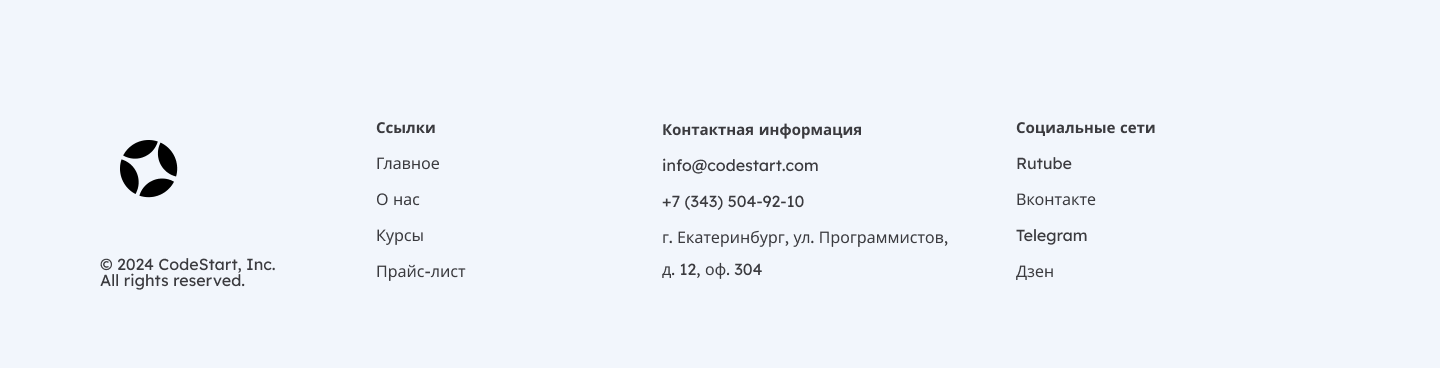 © 2024 CodeStart, Inc.
All rights reserved.
Ссылки
Главное
О нас
Курсы
Прайс-лист
Контактная информация
info@codestart.com
+7 (343) 504-92-10
г. Екатеринбург, ул. Программистов,
д. 12, оф. 304
Социальные сети
Rutube
Вконтакте
Telegram
Дзен